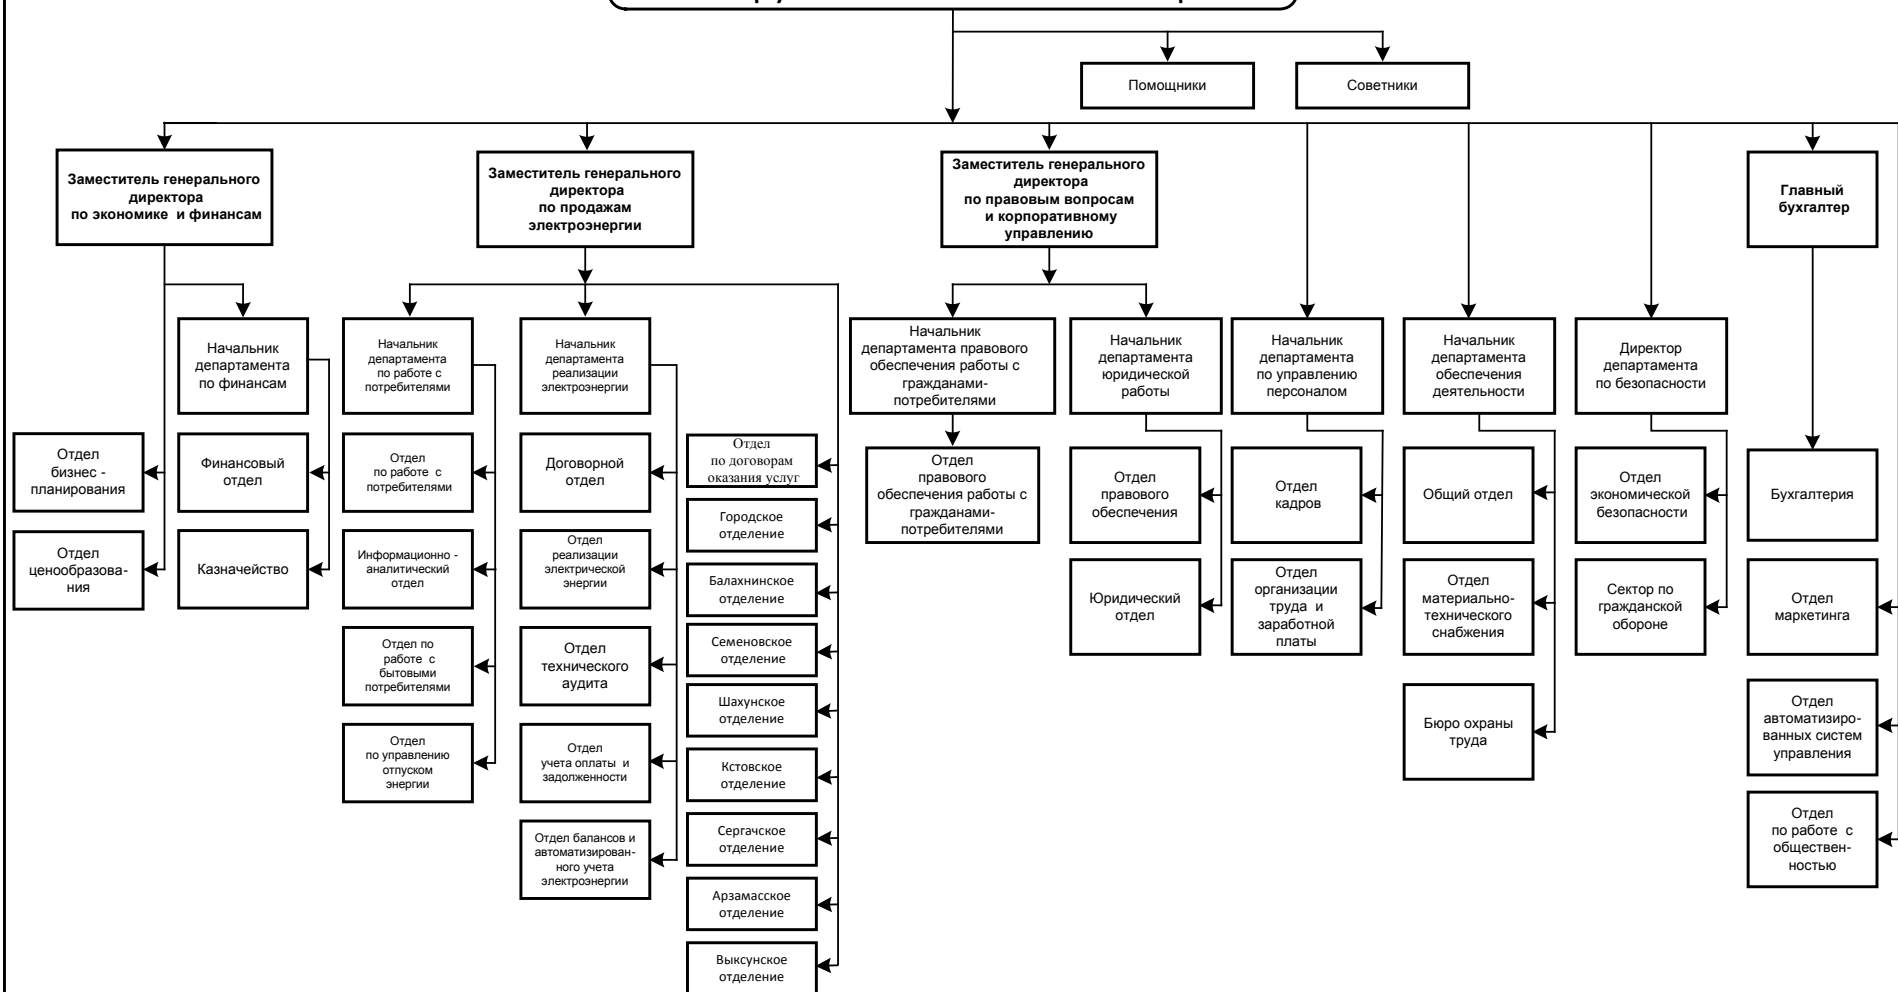 Помощники
Советники
Заместитель генерального
директора
по экономике и финансам
Заместитель генерального
директора
по продажам
электроэнергии
Заместитель генерального
директора
по правовым вопросам
и корпоративному
управлению
Главный
бухгалтер
Начальник
департамента
по финансам
Начальник
департамента
по работе с
потребителями
Начальник
департамента
реализации
электроэнергии
Начальник
департамента правового
обеспечения работы с
гражданами-
потребителями
Начальник
департамента
юридической
работы
Начальник
департамента
по управлению
персоналом
Начальник
департамента
обеспечения
деятельности
Директор
департамента
по безопасности
Отдел
бизнес -
планирования
Отдел
ценообразова-
ния
Финансовый
отдел
Казначейство
Отдел
по работе с
потребителями
Информационно -
аналитический
отдел
Отдел по
работе с
бытовыми
потребителями
Отдел
по управлению
отпуском
энергии
Договорной
отдел
Отдел
реализации
электрической
энергии
Отдел
технического
аудита
Отдел
учета оплаты и
задолженности
Отдел балансов и
автоматизирован-
ного учета
электроэнергии
Отдел
по договорам
оказания услуг
Городское
отделение
Балахнинское
отделение
Семеновское
отделение
Шахунское
отделение
Кстовское
отделение
Сергачское
отделение
Арзамасское
отделение
Выксунское
отделение
Отдел
правового
обеспечения работы с
гражданами-
потребителями
Отдел
правового
обеспечения
Юридический
отдел
Отдел
кадров
Отдел
организации
труда и
заработной
платы
Общий отдел
Отдел
материально-
технического
снабжения
Бюро охраны
труда
Отдел
экономической
безопасности
Сектор по
гражданской
обороне
Бухгалтерия
Отдел
маркетинга
Отдел
автоматизиро-
ванных систем
управления
Отдел
по работе с
обществен-
ностью